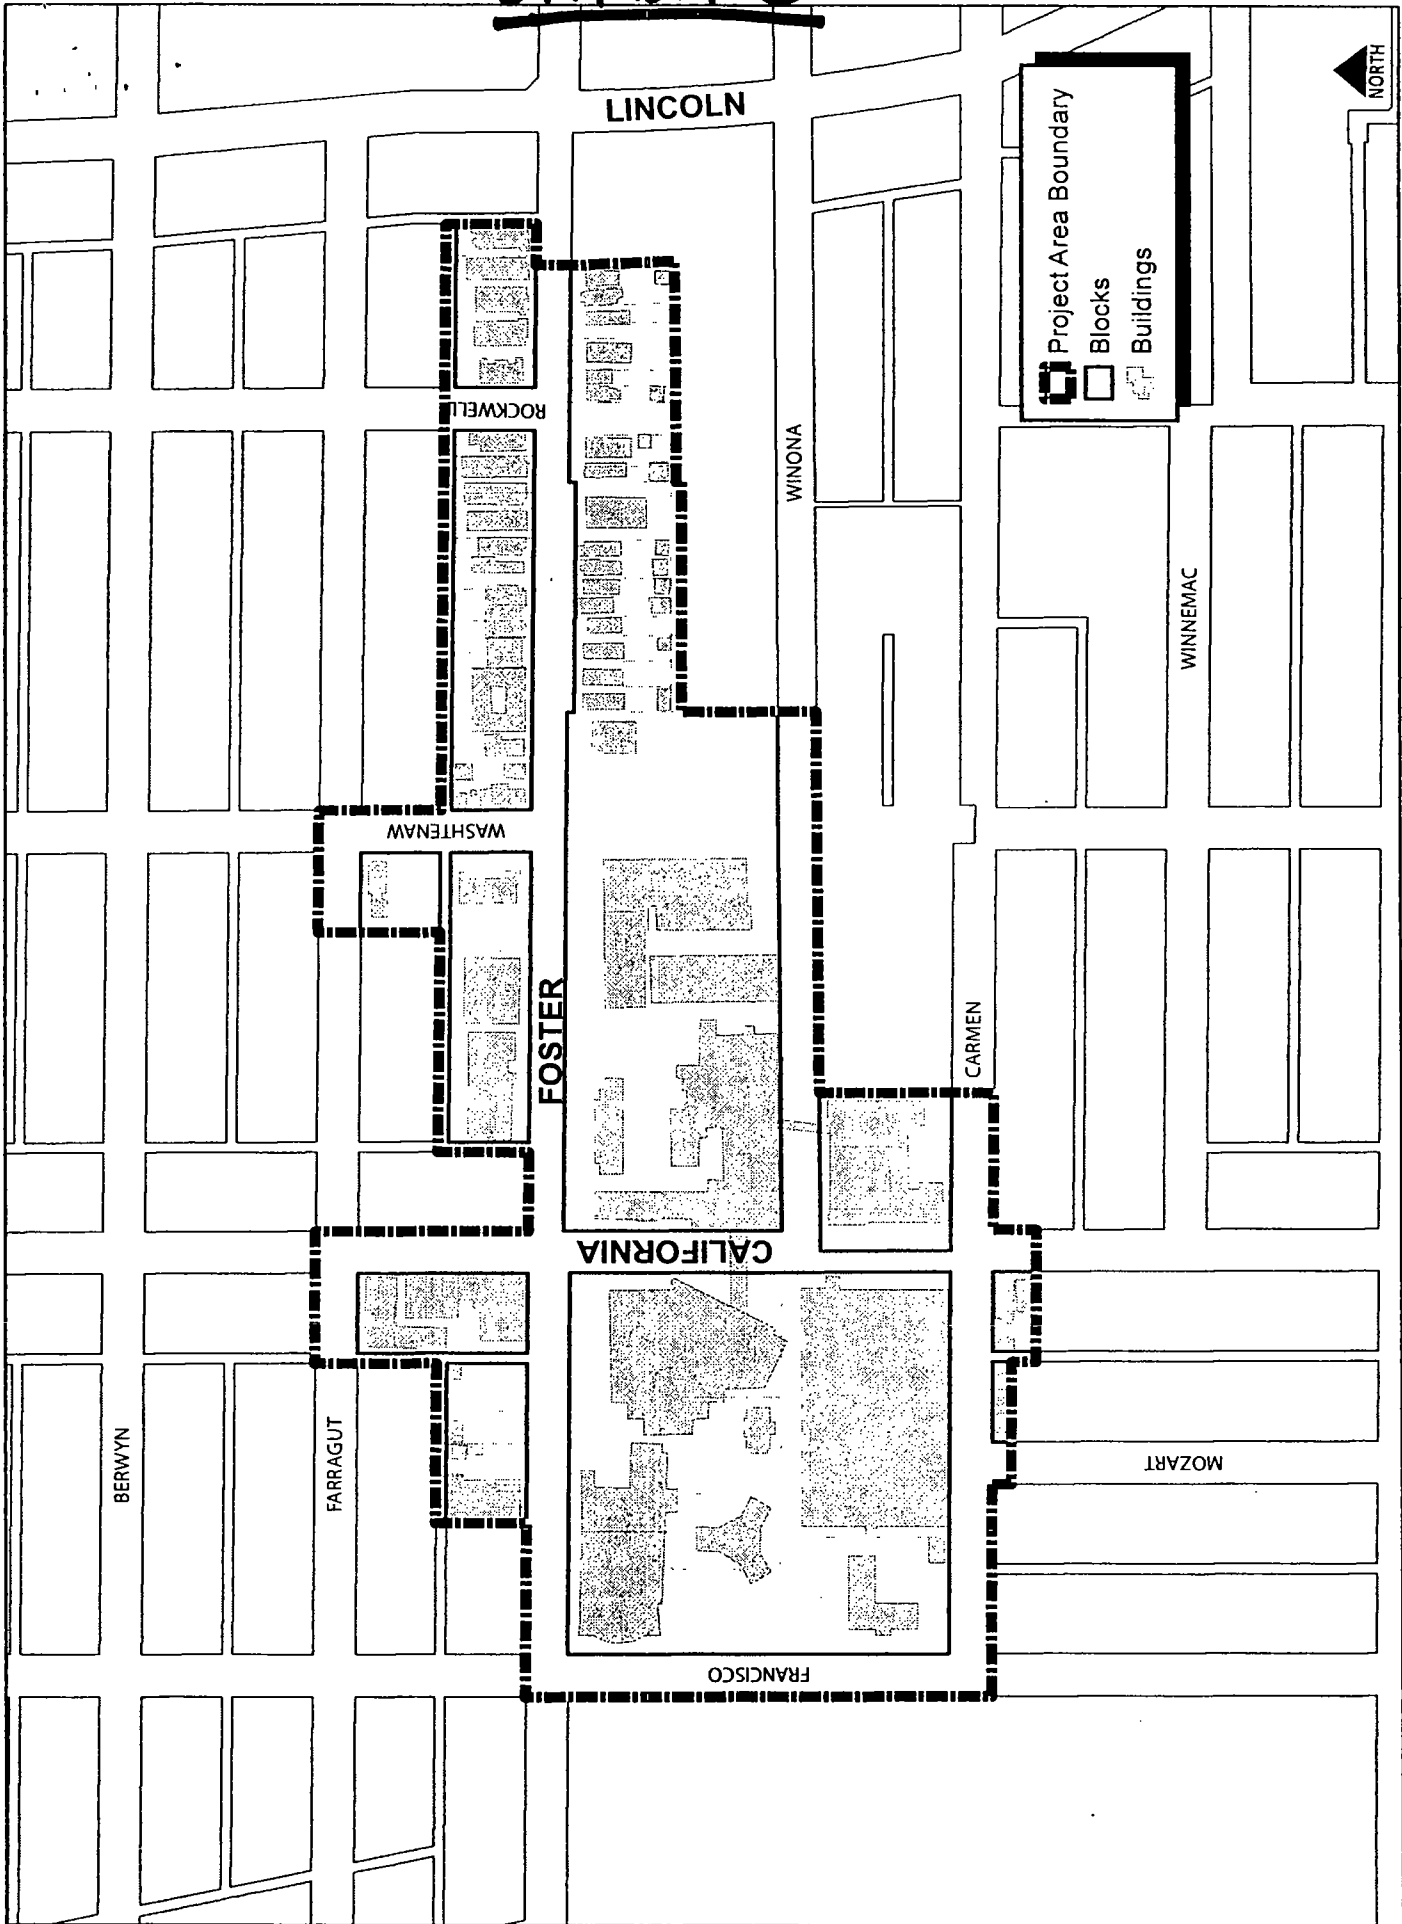 LINCOLN
NORTH
Project Area Boundary
Blocks
Buildings
ROCKWELL
WINONA
WINNEMAC
WASHTENAW
FOSTER
CARMEN
CALIFORNIA
BERWYN
FARRAGUT
MOZART
FRANCISCO